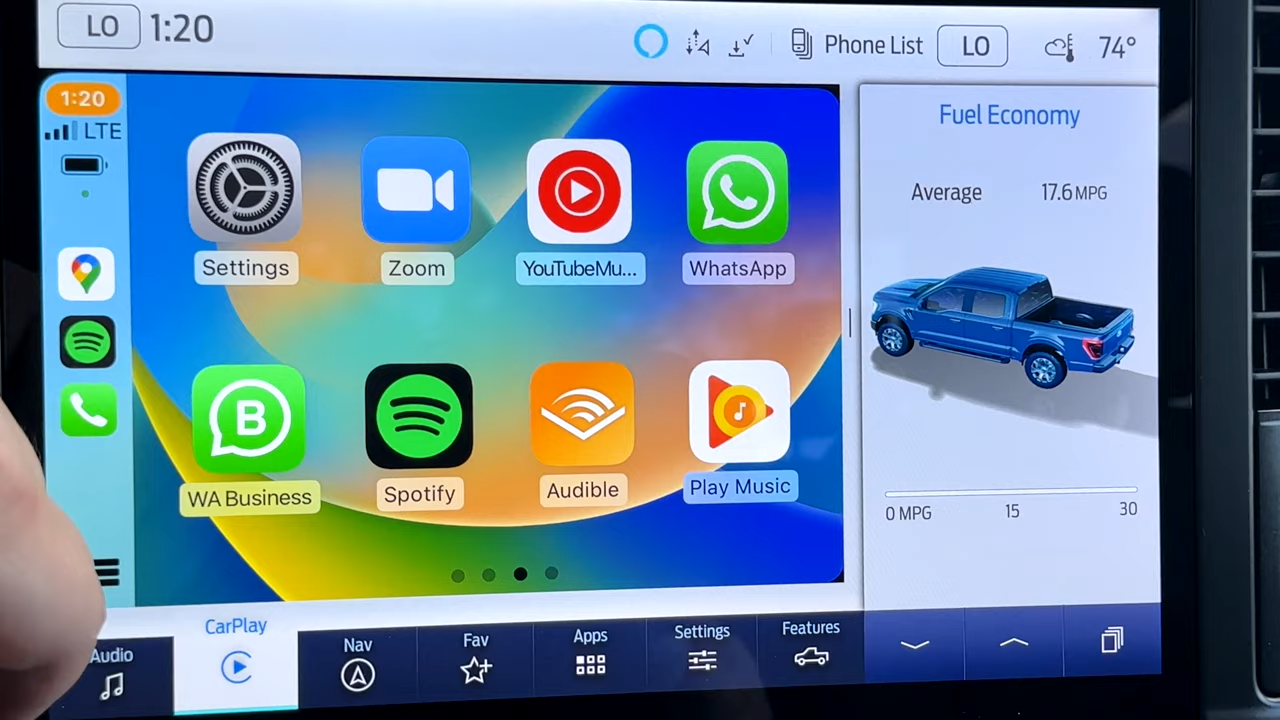 LO 1:20 Phone List LO 74°
1:20
LTE
Settings Zoom YouTubeMu... WhatsApp
B
WA Business Spotify Audible Play Music
Fuel Economy
Average 17.6 MPG
0 MPG 15 30
Audio CarPlay Nav Fav Apps Settings Features